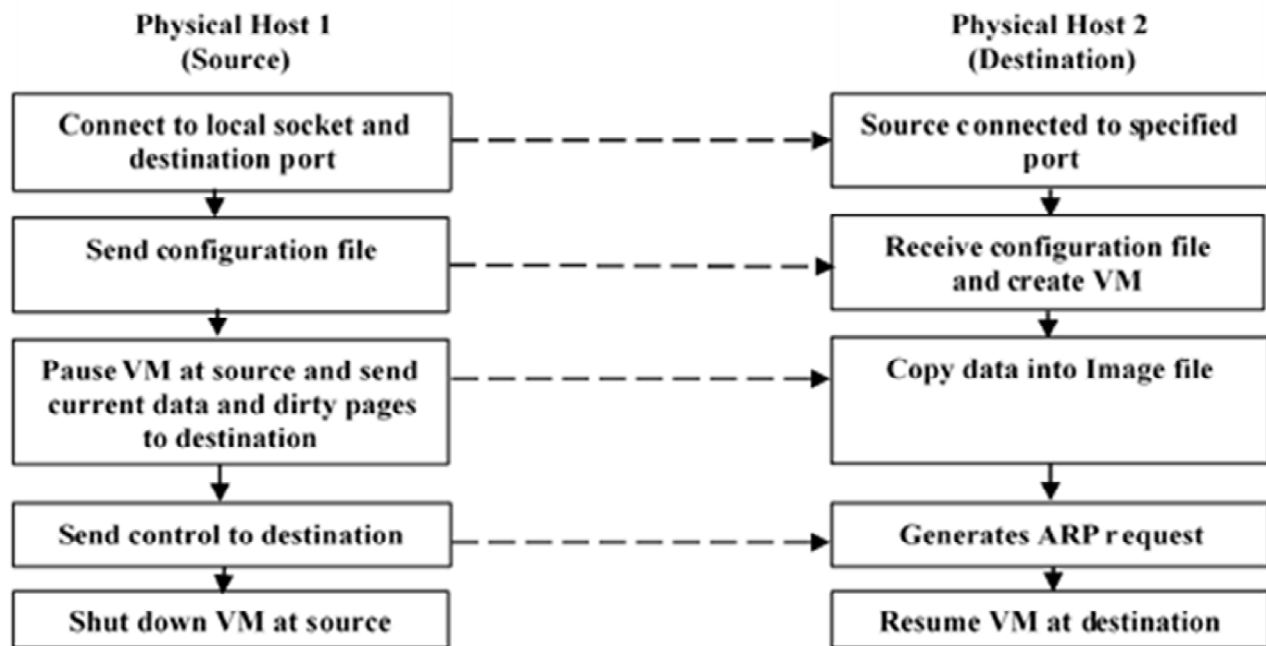 Physical Host 1
(Source)
Physical Host 2
(Destination)
Connect to local socket and
destination port
Source connected to specified
port
Send configuration file
Receive configuration file
and create VM
Pause VM at source and send
current data and dirty pages
to destination
Copy data into Image file
Send control to destination
Generates ARP request
Shut down VM at source
Resume VM at destination